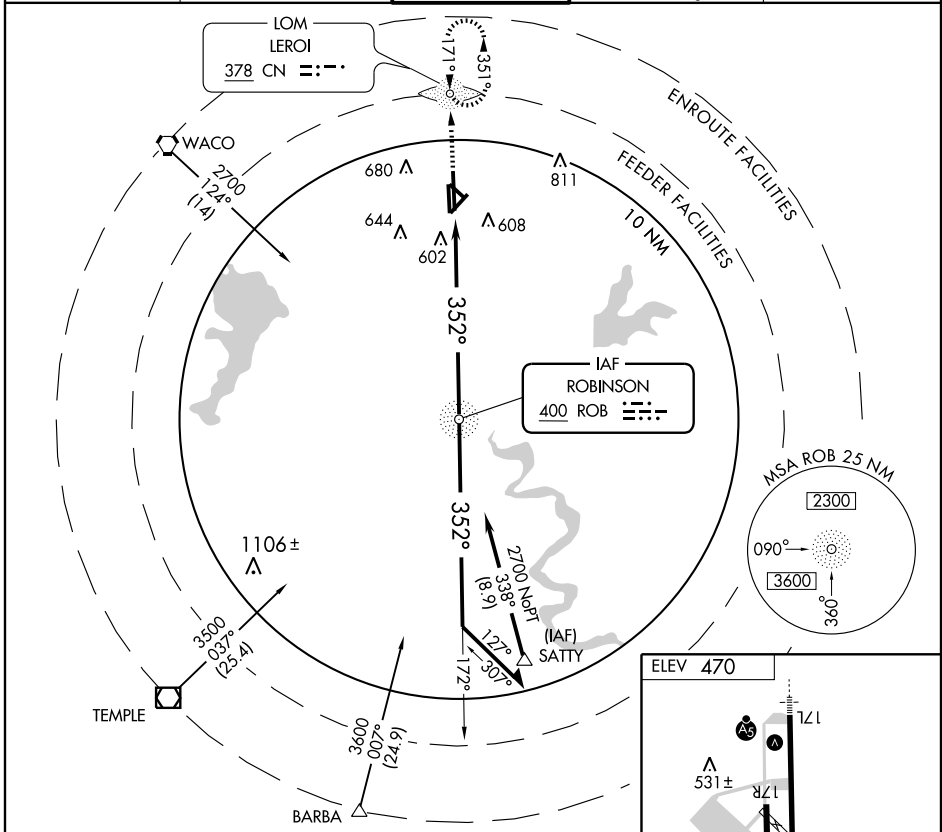 LOM
LEROI
378 CN
171°
351°
ENROUTE FACILITIES
WACO
2700
124°
(14)
680
811
FEEDER FACILITIES
644
608
602
10 NM
352°
IAF
ROBINSON
400 ROB
MSA ROB 25 NM
2300
090°
3600
360°
352°
1106 ±
2700 NoPT
338°
(8.9)
(IAF)
SATTY
127°
307°
172°
3500
037°
(25.4)
TEMPLE
3600
007°
(24.9)
BARBA
ELEV 470
17L
A5
V
531 ±
17R